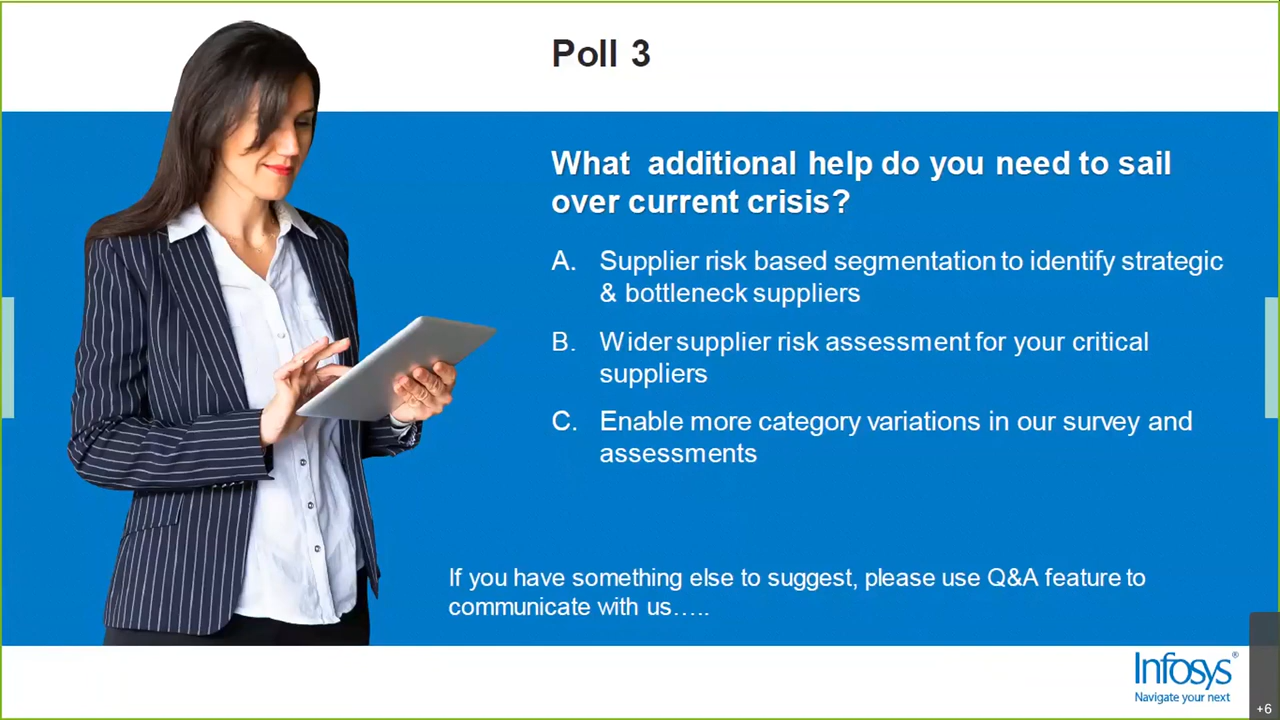 Poll 3
What additional help do you need to sail
over current crisis?
A. Supplier risk based segmentation to identify strategic
& bottleneck suppliers
B. Wider supplier risk assessment for your critical
suppliers
C. Enable more category variations in our survey and
assessments
If you have something else to suggest, please use Q&A feature to
communicate with us…..
Infosys®
Navigate your next
+6